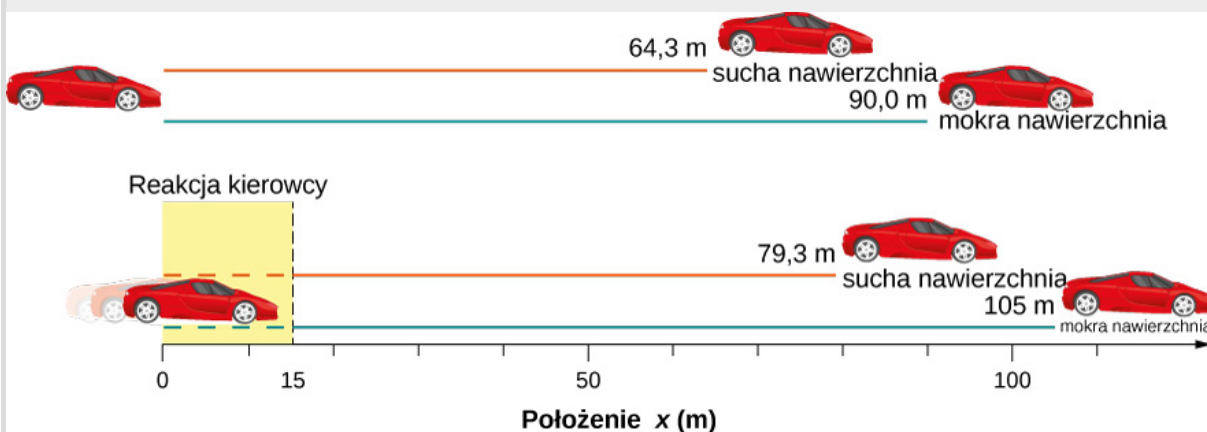 64,3 m
sucha nawierzchnia
90,0 m
mokra nawierzchnia
Reakcja kierowcy
79,3 m
sucha nawierzchnia
105 m
mokra nawierzchnia
0 15 50 100
Położenie x (m)